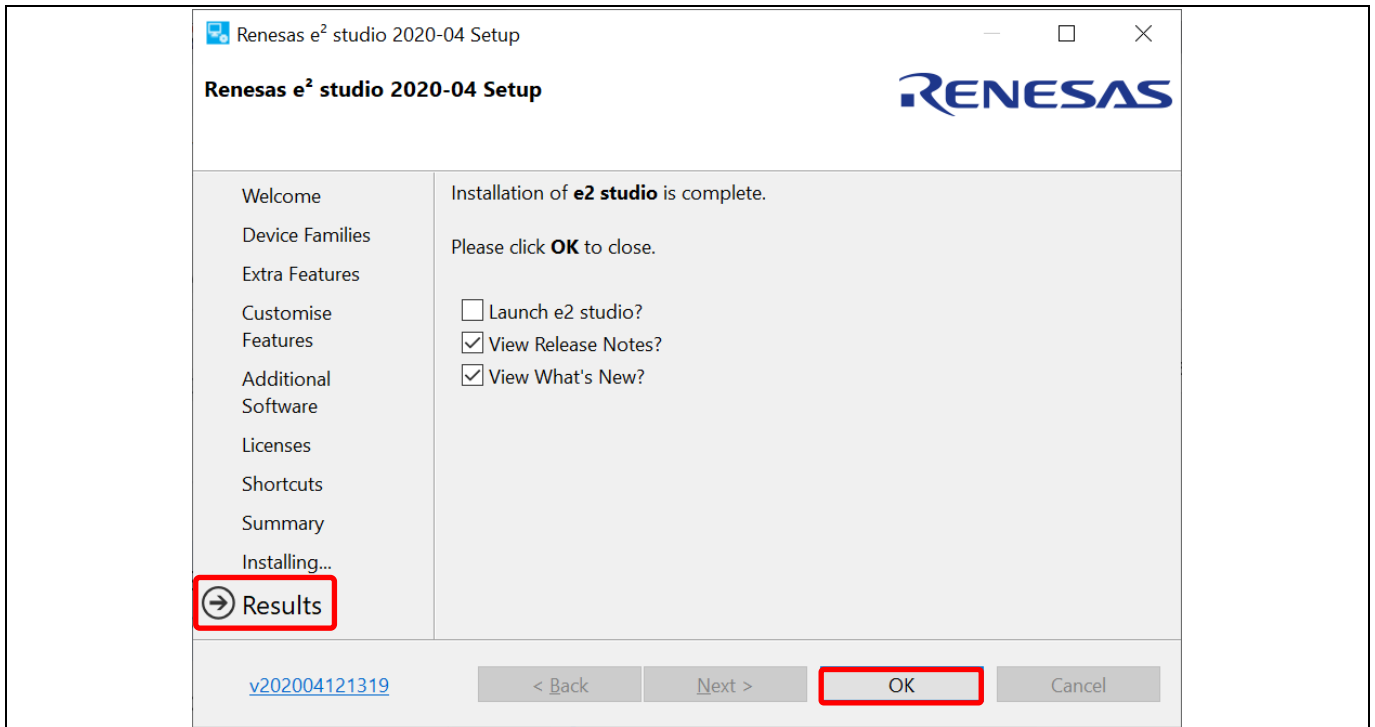 Renesas e² studio 2020-04 Setup
Renesas e² studio 2020-04 Setup
RENESAS
Welcome
Device Families
Extra Features
Customise
Features
Additional
Software
Licenses
Shortcuts
Summary
Installing...
Results
Installation of e2 studio is complete.
Please click OK to close.
Launch e2 studio?
View Release Notes?
View What's New?
v202004121319
< Back
Next >
OK
Cancel